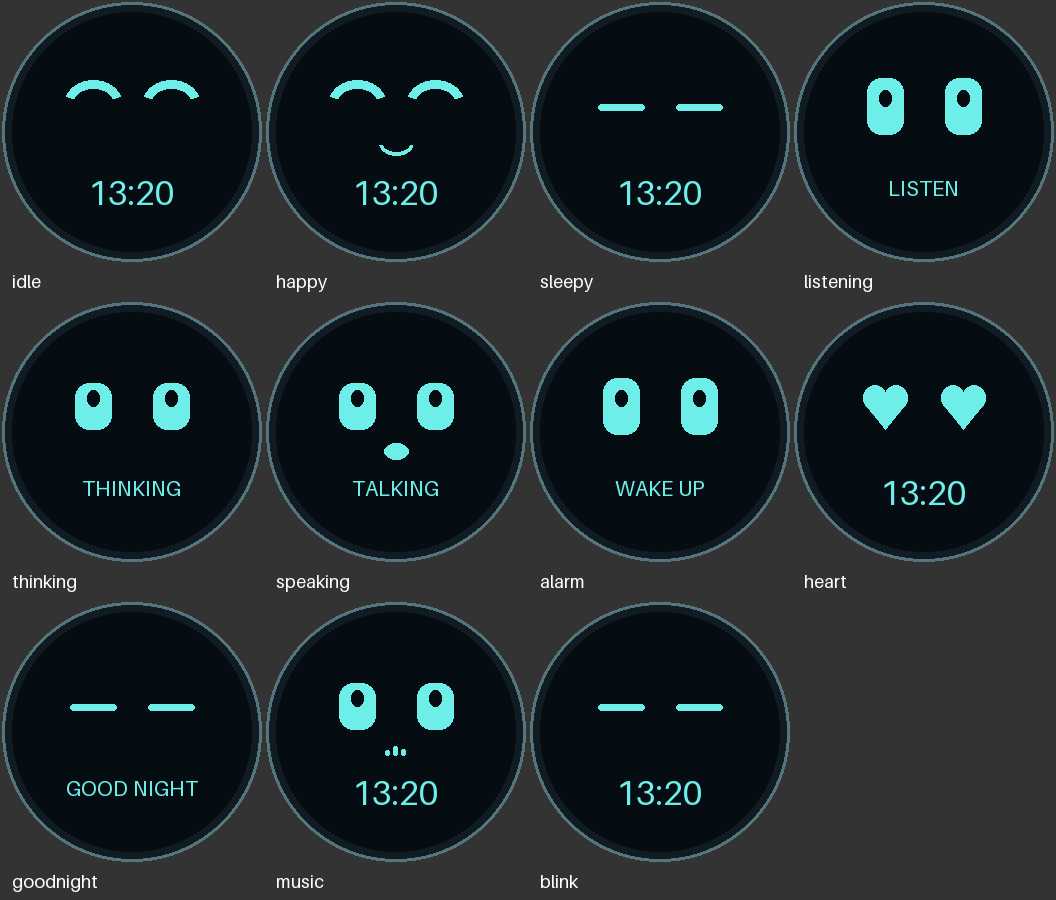 13:20
13:20
13:20
LISTEN
idle
happy
sleepy
listening
THINKING
TALKING
WAKE UP
13:20
thinking
speaking
alarm
heart
GOOD NIGHT
13:20
13:20
goodnight
music
blink